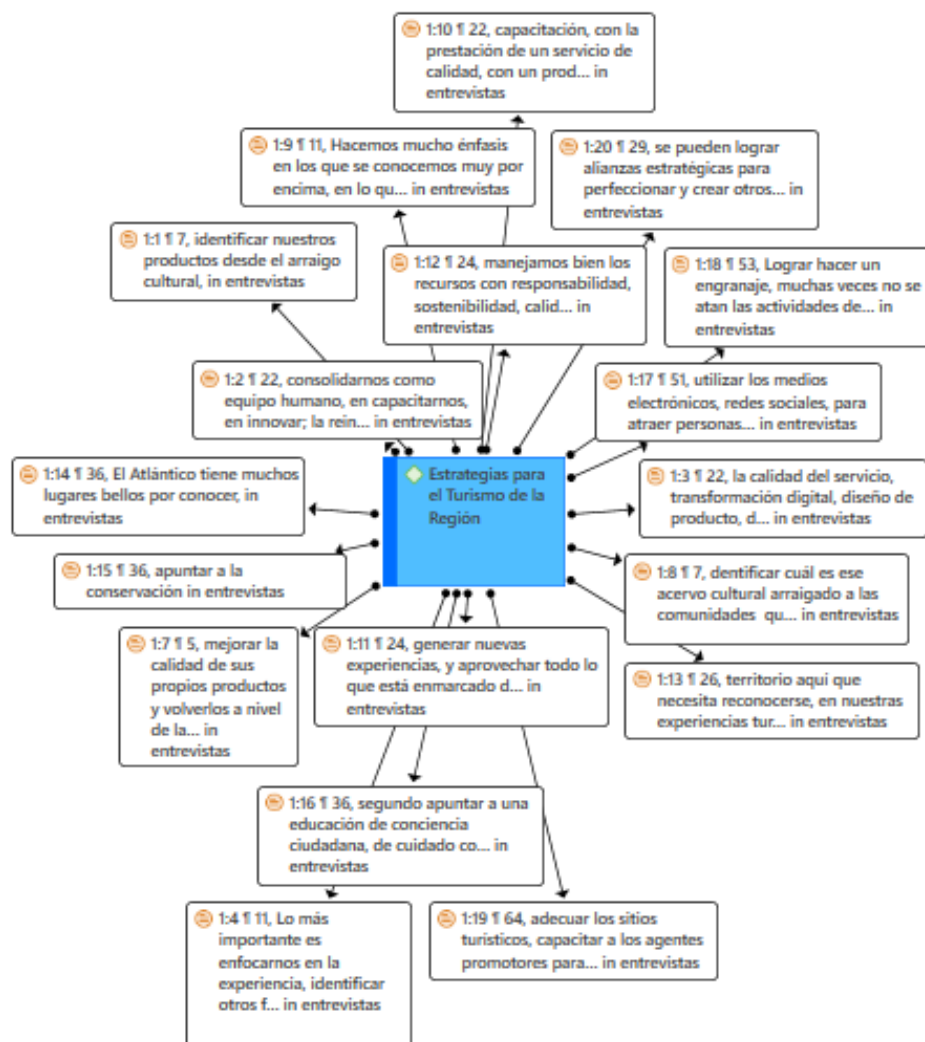 1:10 ¶ 22, capacitación, con la
prestación de un servicio de
calidad, con un prod... in
entrevistas
1:9 ¶ 11, Hacemos mucho énfasis
en los que se conocemos muy por
encima, en lo qu... in entrevistas
1:20 ¶ 29, se pueden lograr
alianzas estratégicas para
perfeccionar y crear otros... in
entrevistas
1:1 ¶ 7, identificar nuestros
productos desde el arraigo
cultural, in entrevistas
1:12 ¶ 24, manejamos bien los
recursos con responsabilidad,
sostenibilidad, calid... in
entrevistas
1:18 ¶ 53, Lograr hacer un
engranaje, muchas veces no se
atan las actividades de... in
entrevistas
1:2 ¶ 22, consolidarnos como
equipo humano, en capacitarnos,
en innovar; la rein... in entrevistas
1:17 ¶ 51, utilizar los medios
electrónicos, redes sociales, para
atraer personas... in entrevistas
1:14 ¶ 36, El Atlántico tiene muchos
lugares bellos por conocer, in
entrevistas
Estrategias para
el Turismo de la
Región
1:3 ¶ 22, la calidad del servicio,
transformación digital, diseño de
producto, d... in entrevistas
1:15 ¶ 36, apuntar a la
conservación in entrevistas
1:8 ¶ 7, dentificar cuál es ese
acervo cultural arraigado a las
comunidades qu... in entrevistas
1:7 ¶ 5, mejorar la
calidad de sus
propios productos
y volverlos a nivel
de la... in
entrevistas
1:11 ¶ 24, generar nuevas
experiencias, y aprovechar todo lo
que está enmarcado d... in
entrevistas
1:13 ¶ 26, territorio aquí que
necesita reconocerse, en nuestras
experiencias tur... in entrevistas
1:16 ¶ 36, segundo apuntar a una
educación de conciencia
ciudadana, de cuidado co... in
entrevistas
1:4 ¶ 11, Lo más
importante es
enfocarnos en la
experiencia, identificar
otros f... in entrevistas
1:19 ¶ 64, adecuar los sitios
turísticos, capacitar a los agentes
promotores para... in entrevistas